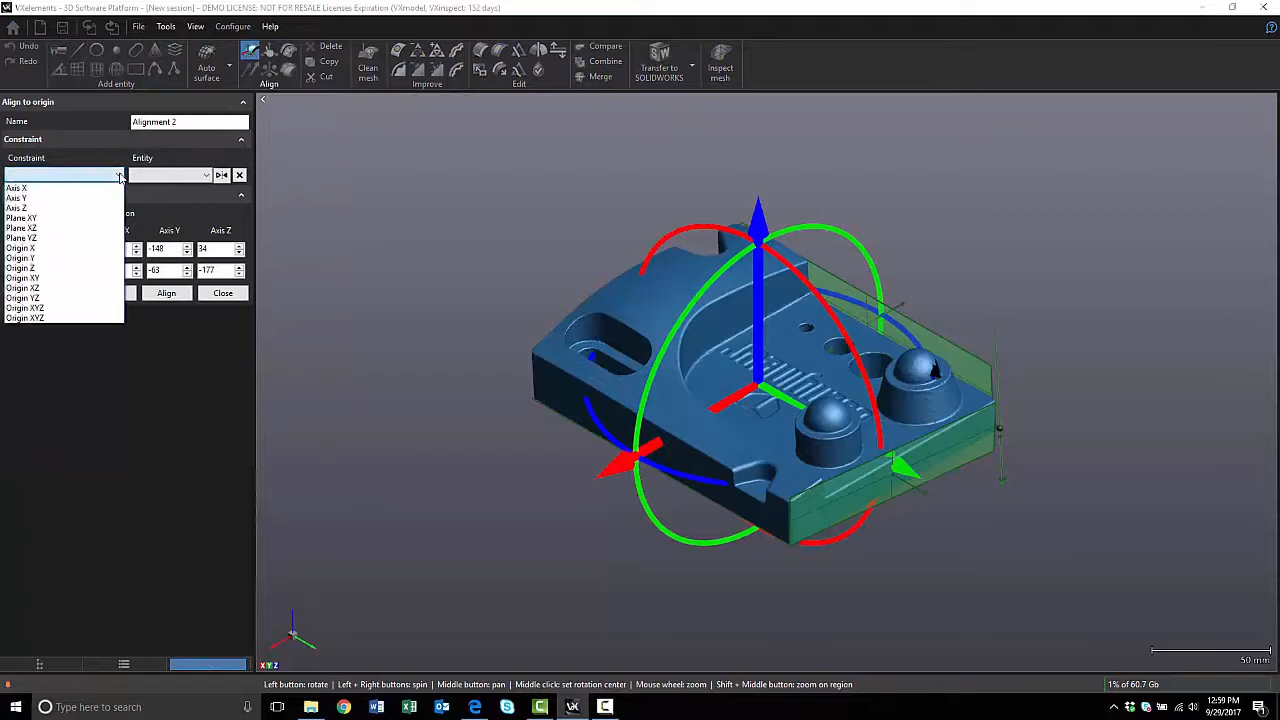 VXelements - 3D Software Platform - [New session] - DEMO LICENSE: NOT FOR RESALE Licenses Expiration (VXmodel, VXinspect: 152 days)
File Tools View Configure Help
Undo
Redo
Add entity
Auto surface
Align
Delete
Copy
Cut
Clean mesh
Improve
Edit
Compare
Combine
Merge
Transfer to SOLIDWORKS
Inspect mesh
Align to origin
Name Alignment 2
Constraint
Constraint Entity
Axis X
Axis Y
Axis Z
Plane XY
Plane XZ
Plane YZ
Origin X
Origin Y
Origin Z
Origin XY
Origin XZ
Origin YZ
Origin XYZ
Origin XYZ
on
X Axis Y Axis Z
-148 34
-63 -177
Align Close
X Y Z
50 mm
Left button: rotate | Left + Right buttons: spin | Middle button: pan | Middle click: set rotation center | Mouse wheel: zoom | Shift + Middle button: zoom on region
1% of 60.7 Gb
Type here to search
12:59 PM
9/29/2017